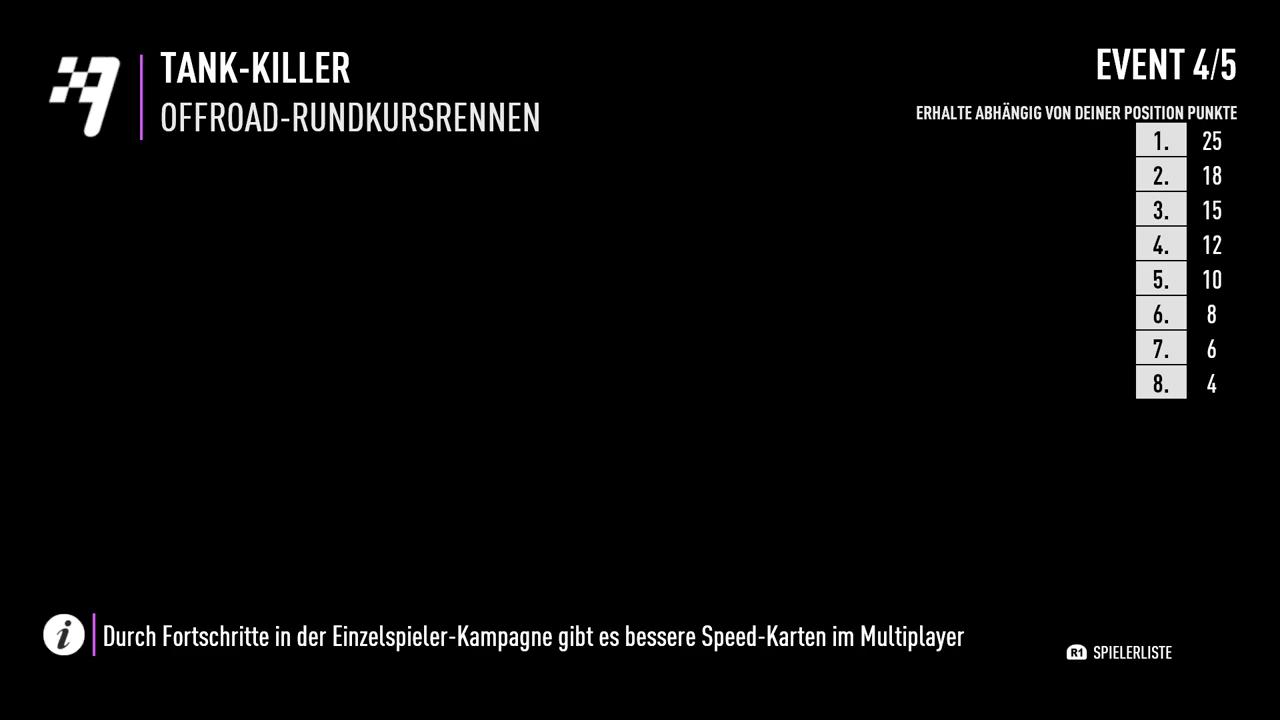 TANK-KILLER
OFFROAD-RUNDKURSRENNEN
EVENT 4/5
ERHALTE ABHÄNGIG VON DEINER POSITION PUNKTE
1. 25
2. 18
3. 15
4. 12
5. 10
6. 8
7. 6
8. 4
i Durch Fortschritte in der Einzelspieler-Kampagne gibt es bessere Speed-Karten im Multiplayer
R1 SPIELERLISTE